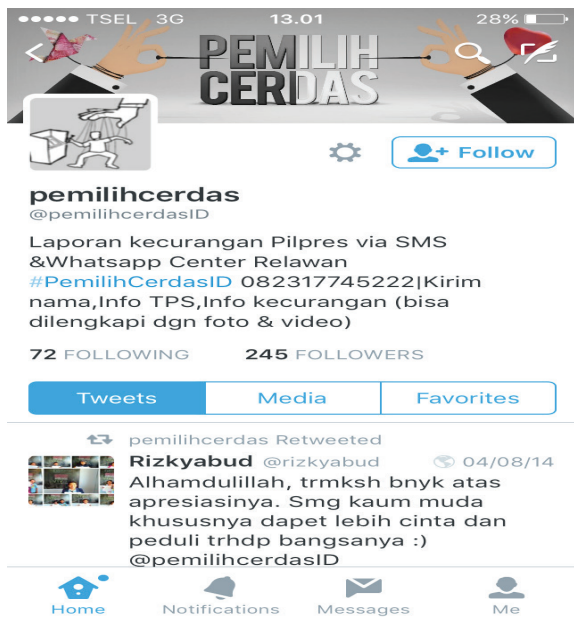 TSEL 3G 13.01 28%
PEMILIH
CERDAS
Follow
pemilihcerdas
@pemilihcerdasID
Laporan kecurangan Pilpres via SMS
&Whatsapp Center Relawan
#PemilihCerdasID 082317745222|Kirim
nama,Info TPS,Info kecurangan (bisa
dilengkapi dgn foto & video)
72 FOLLOWING 245 FOLLOWERS
Tweets Media Favorites
pemilihcerdas Retweeted
Rizkyabud @rizkyabud 04/08/14
Alhamdulillah, trmksh bnyk atas
apresiasinya. Smg kaum muda
khususnya dapet lebih cinta dan
peduli trhdp bangsanya :)
@pemilihcerdasID
Home Notifications Messages Me